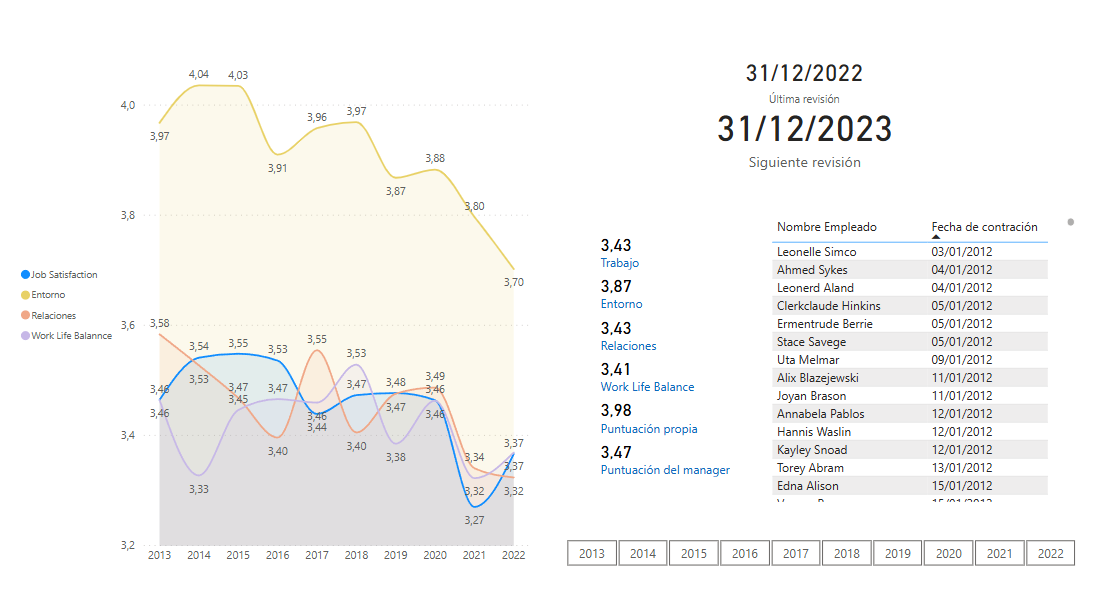 4,04
4,03
4,0
3,97
3,91
3,96
3,97
3,87
3,88
3,80
3,70
3,8
Job Satisfaction
Entorno
Relaciones
Work Life Balannce
3,6
3,58
3,54
3,55
3,53
3,55
3,53
3,53
3,47
3,47
3,47
3,48
3,49
3,46
3,46
3,45
3,46
3,44
3,47
3,46
3,46
3,4
3,40
3,40
3,38
3,33
3,34
3,37
3,37
3,32
3,32
3,27
3,2
2013 2014 2015 2016 2017 2018 2019 2020 2021 2022
31/12/2022
Última revisión
31/12/2023
Siguiente revisión
3,43
Trabajo
3,87
Entorno
3,43
Relaciones
3,41
Work Life Balance
3,98
Puntuación propia
3,47
Puntuación del manager
Nombre Empleado Fecha de contración
Leonelle Simco 03/01/2012
Ahmed Sykes 04/01/2012
Leonerd Aland 04/01/2012
Clerkclaude Hinkins 05/01/2012
Ermentrude Berrie 05/01/2012
Stace Savege 05/01/2012
Uta Melmar 09/01/2012
Alix Blazejewski 11/01/2012
Joyan Brason 11/01/2012
Annabela Pablos 12/01/2012
Hannis Waslin 12/01/2012
Kayley Snoad 12/01/2012
Torey Abram 13/01/2012
Edna Alison 15/01/2012
2013 2014 2015 2016 2017 2018 2019 2020 2021 2022